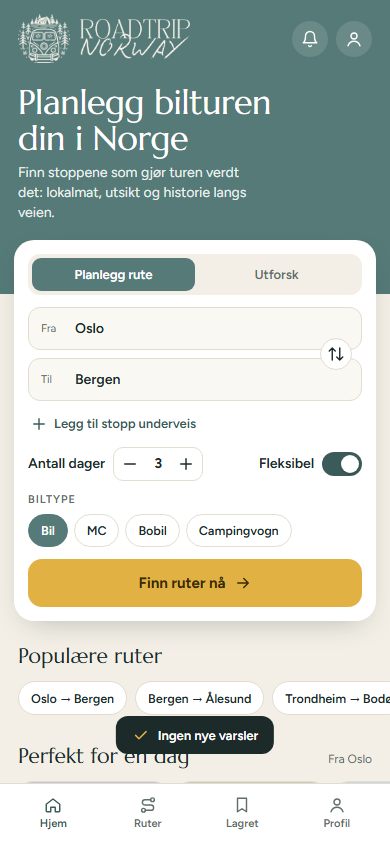 ROADTRIP
NORWAY
Planlegg bilturen
din i Norge
Finn stoppene som gjør turen verdt
det: lokalmat, utsikt og historie langs
veien.
Planlegg rute
Utforsk
Fra Oslo
Til Bergen
Legg til stopp underveis
Antall dager 3
Fleksibel
BILTYPE
Bil
MC
Bobil
Campingvogn
Finn ruter nå →
Populære ruter
Oslo → Bergen
Bergen → Ålesund
Trondheim → Bodø
Ingen nye varsler
Perfekt for en dag
Fra Oslo
Hjem
Ruter
Lagret
Profil